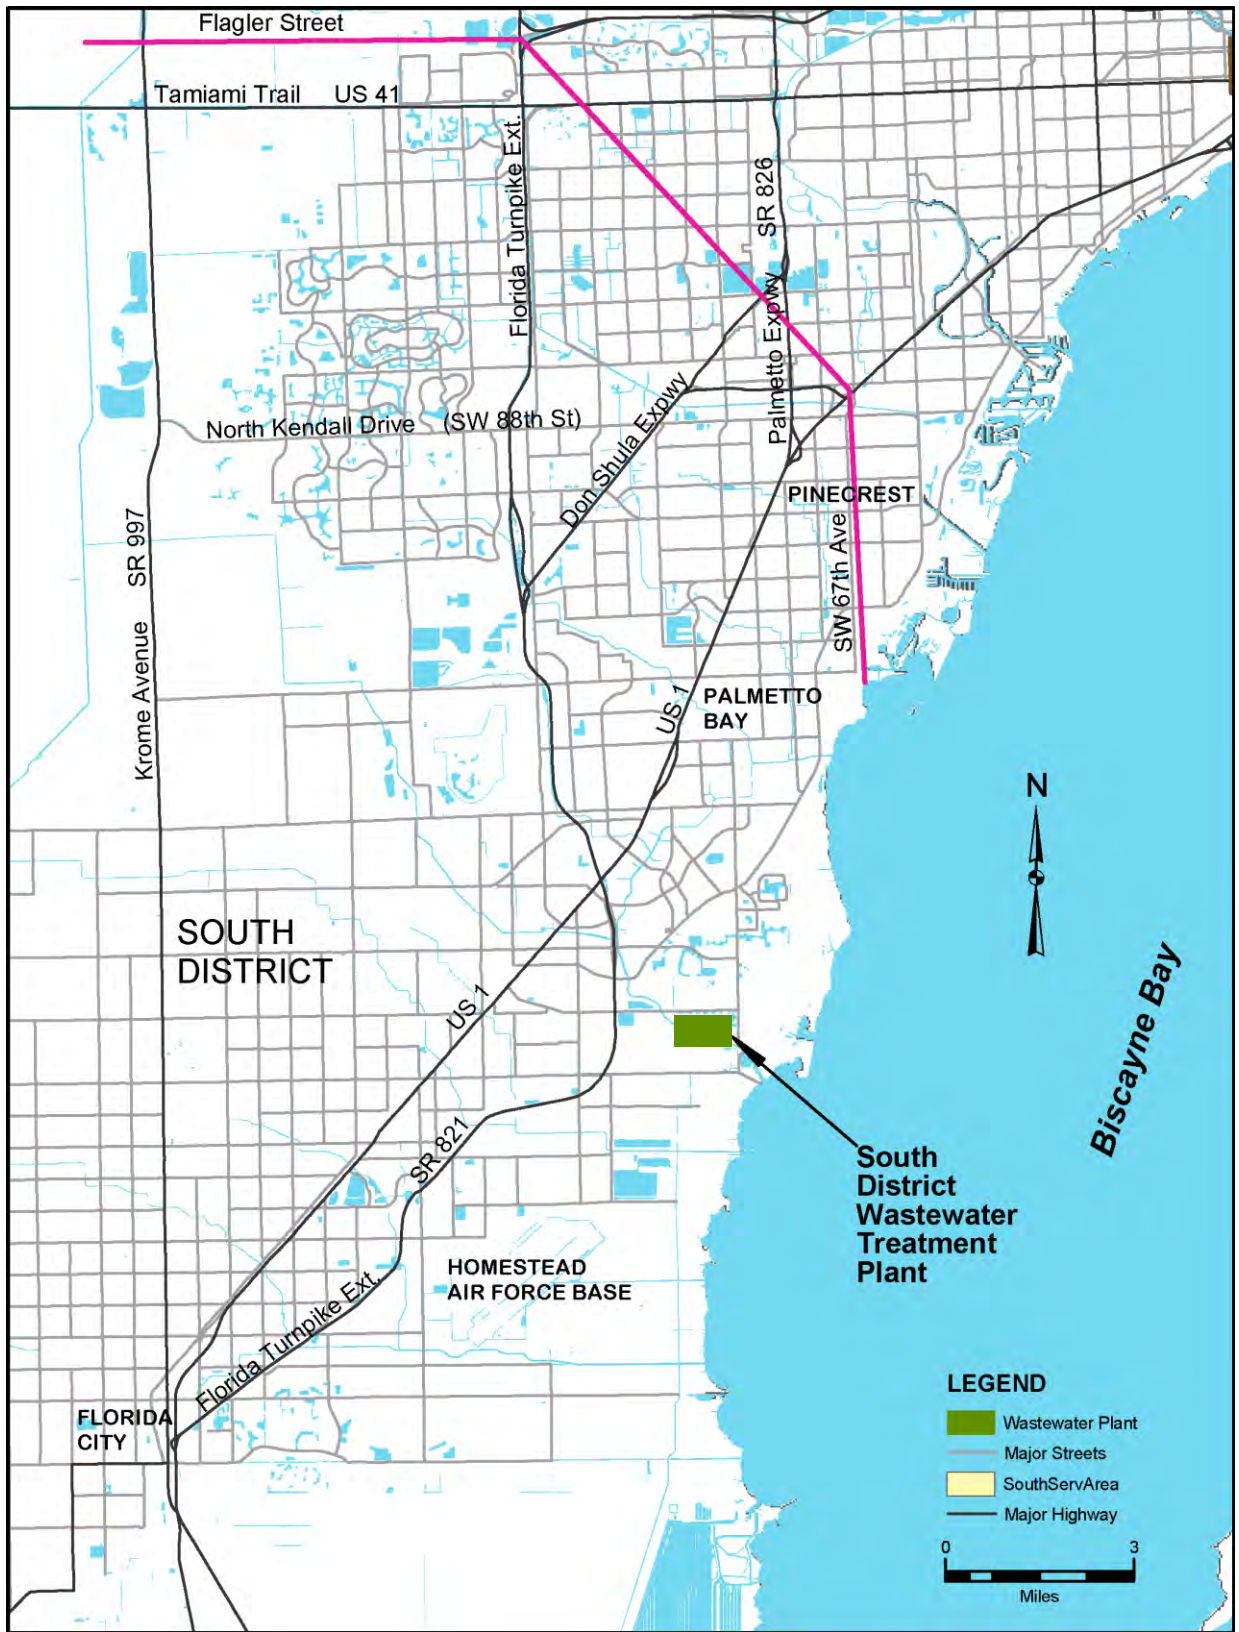 Flagler Street
Tamiami Trail US 41
Florida Turnpike Ext.
SR 826
Palmetto Expwy
Don Shula Expwy
North Kendall Drive (SW 88th St)
PINECREST
SW 67th Ave
SR 997
Krome Avenue
US 1
PALMETTO
BAY
N
SOUTH
DISTRICT
US 1
Biscayne Bay
SR 821
South
District
Wastewater
Treatment
Plant
HOMESTEAD
AIR FORCE BASE
Florida Turnpike Ext.
FLORIDA
CITY
LEGEND
Wastewater Plant
Major Streets
SouthServArea
Major Highway
0 3
Miles